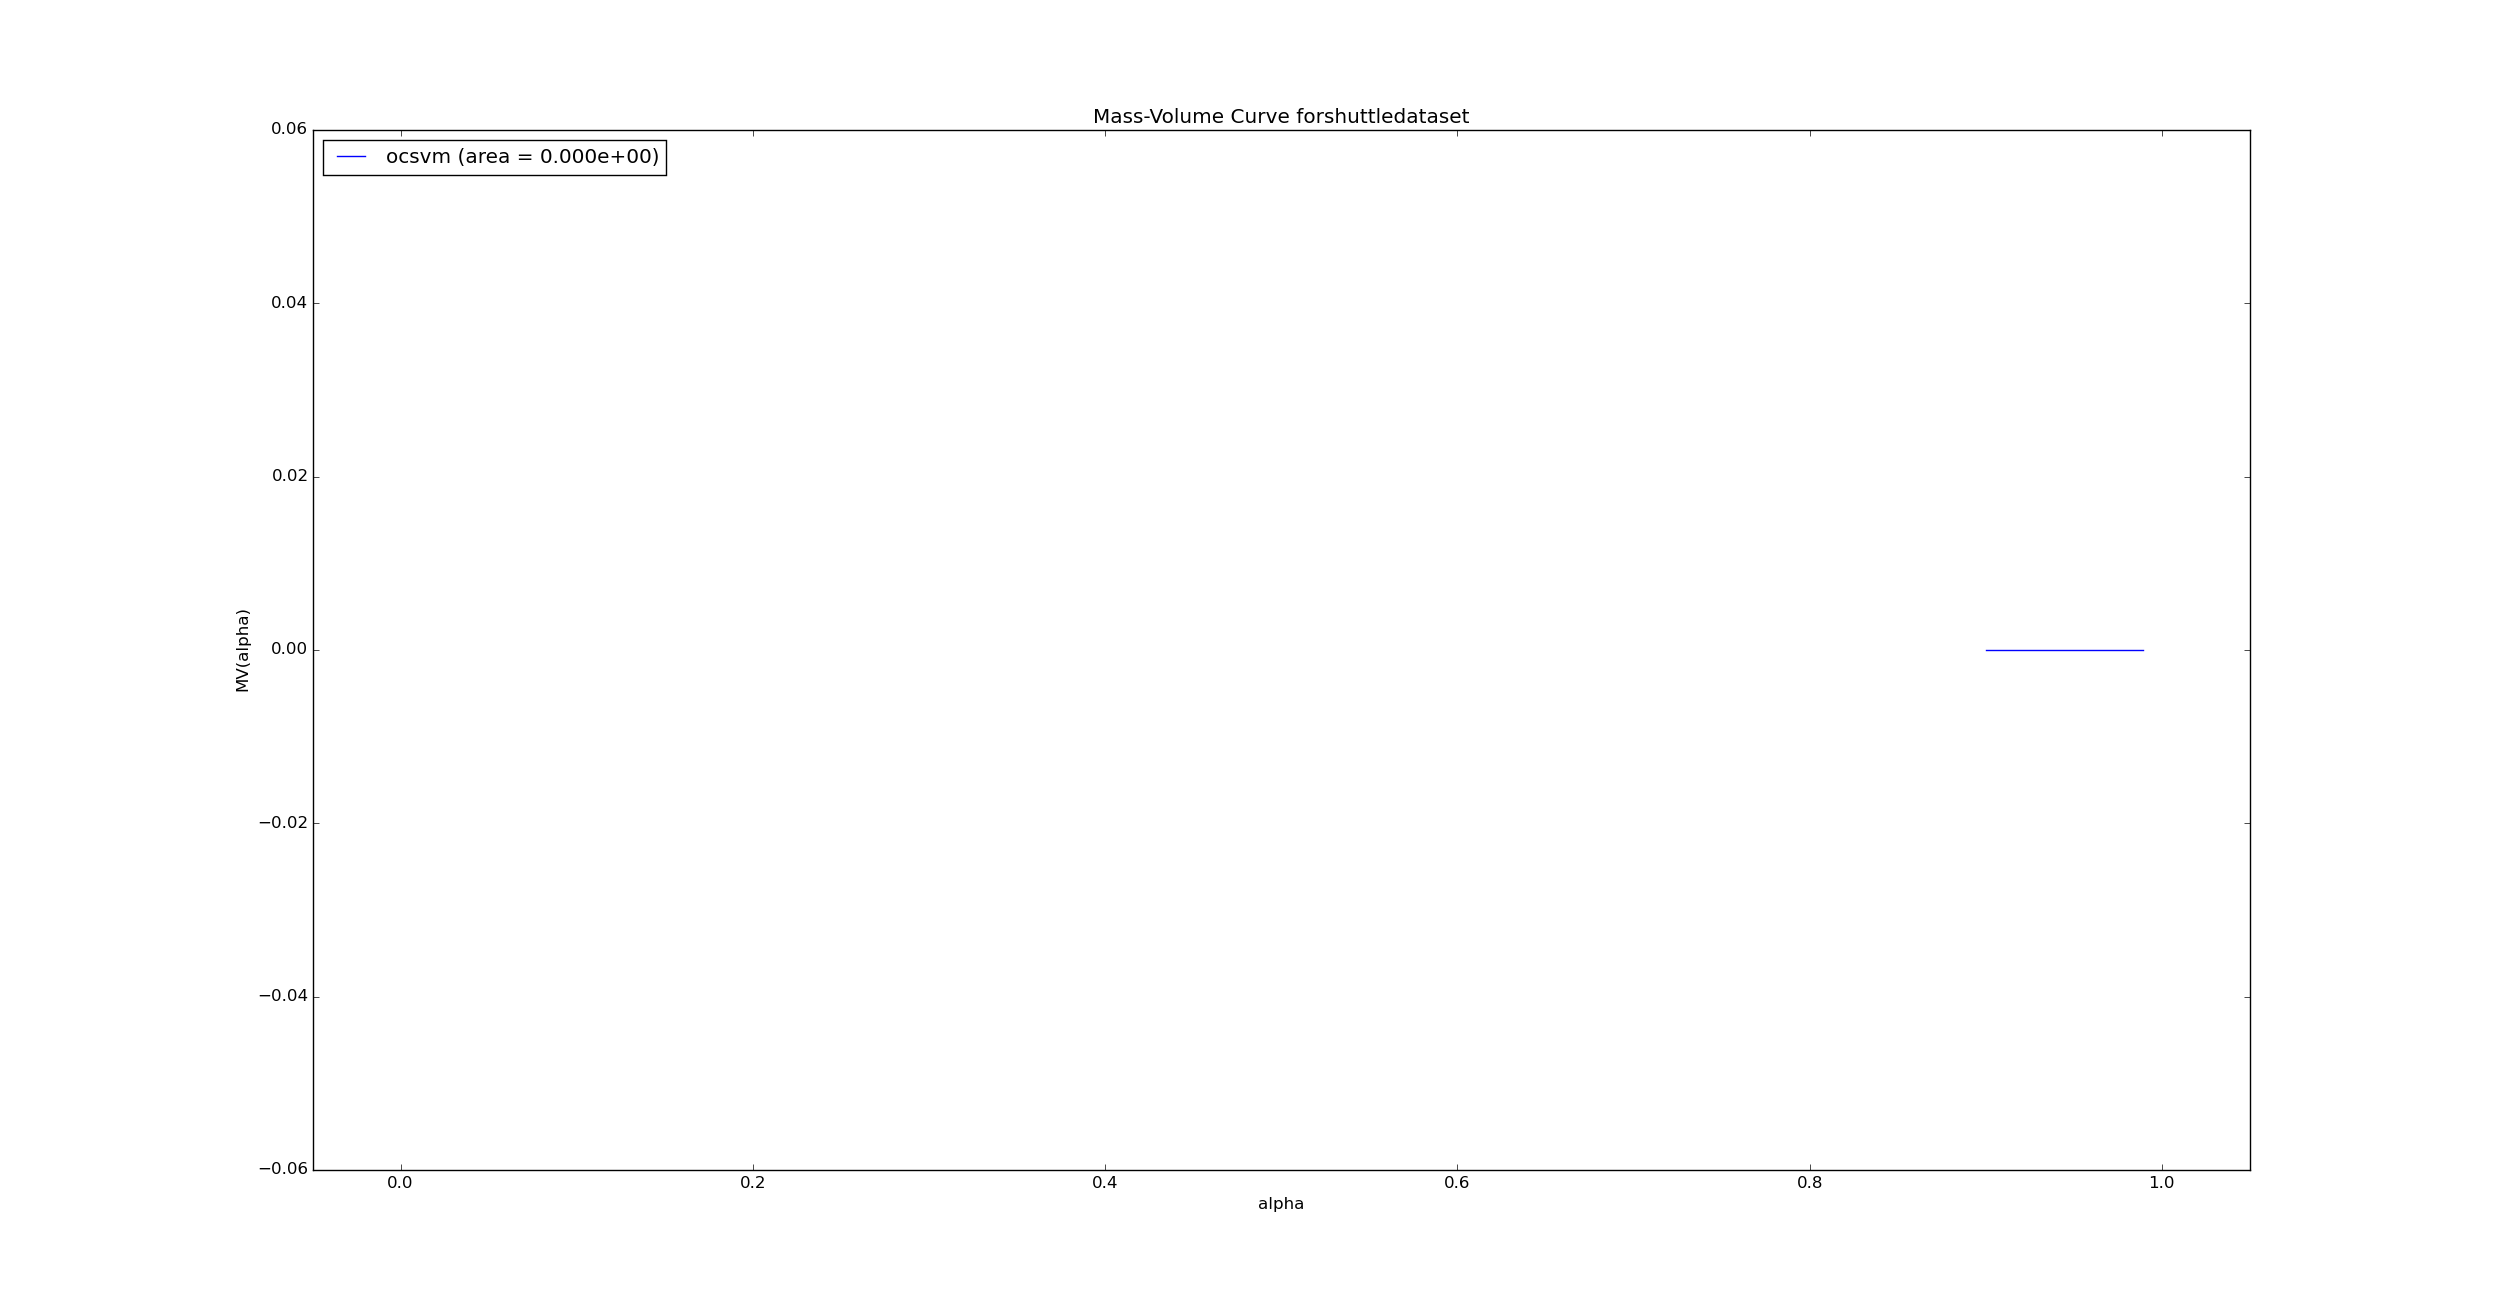 Mass-Volume Curve forshuttledataset
ocsvm (area = 0.000e+00)
0.06
0.04
0.02
0.00
−0.02
−0.04
−0.06
MV(alpha)
0.0 0.2 0.4 0.6 0.8 1.0
alpha